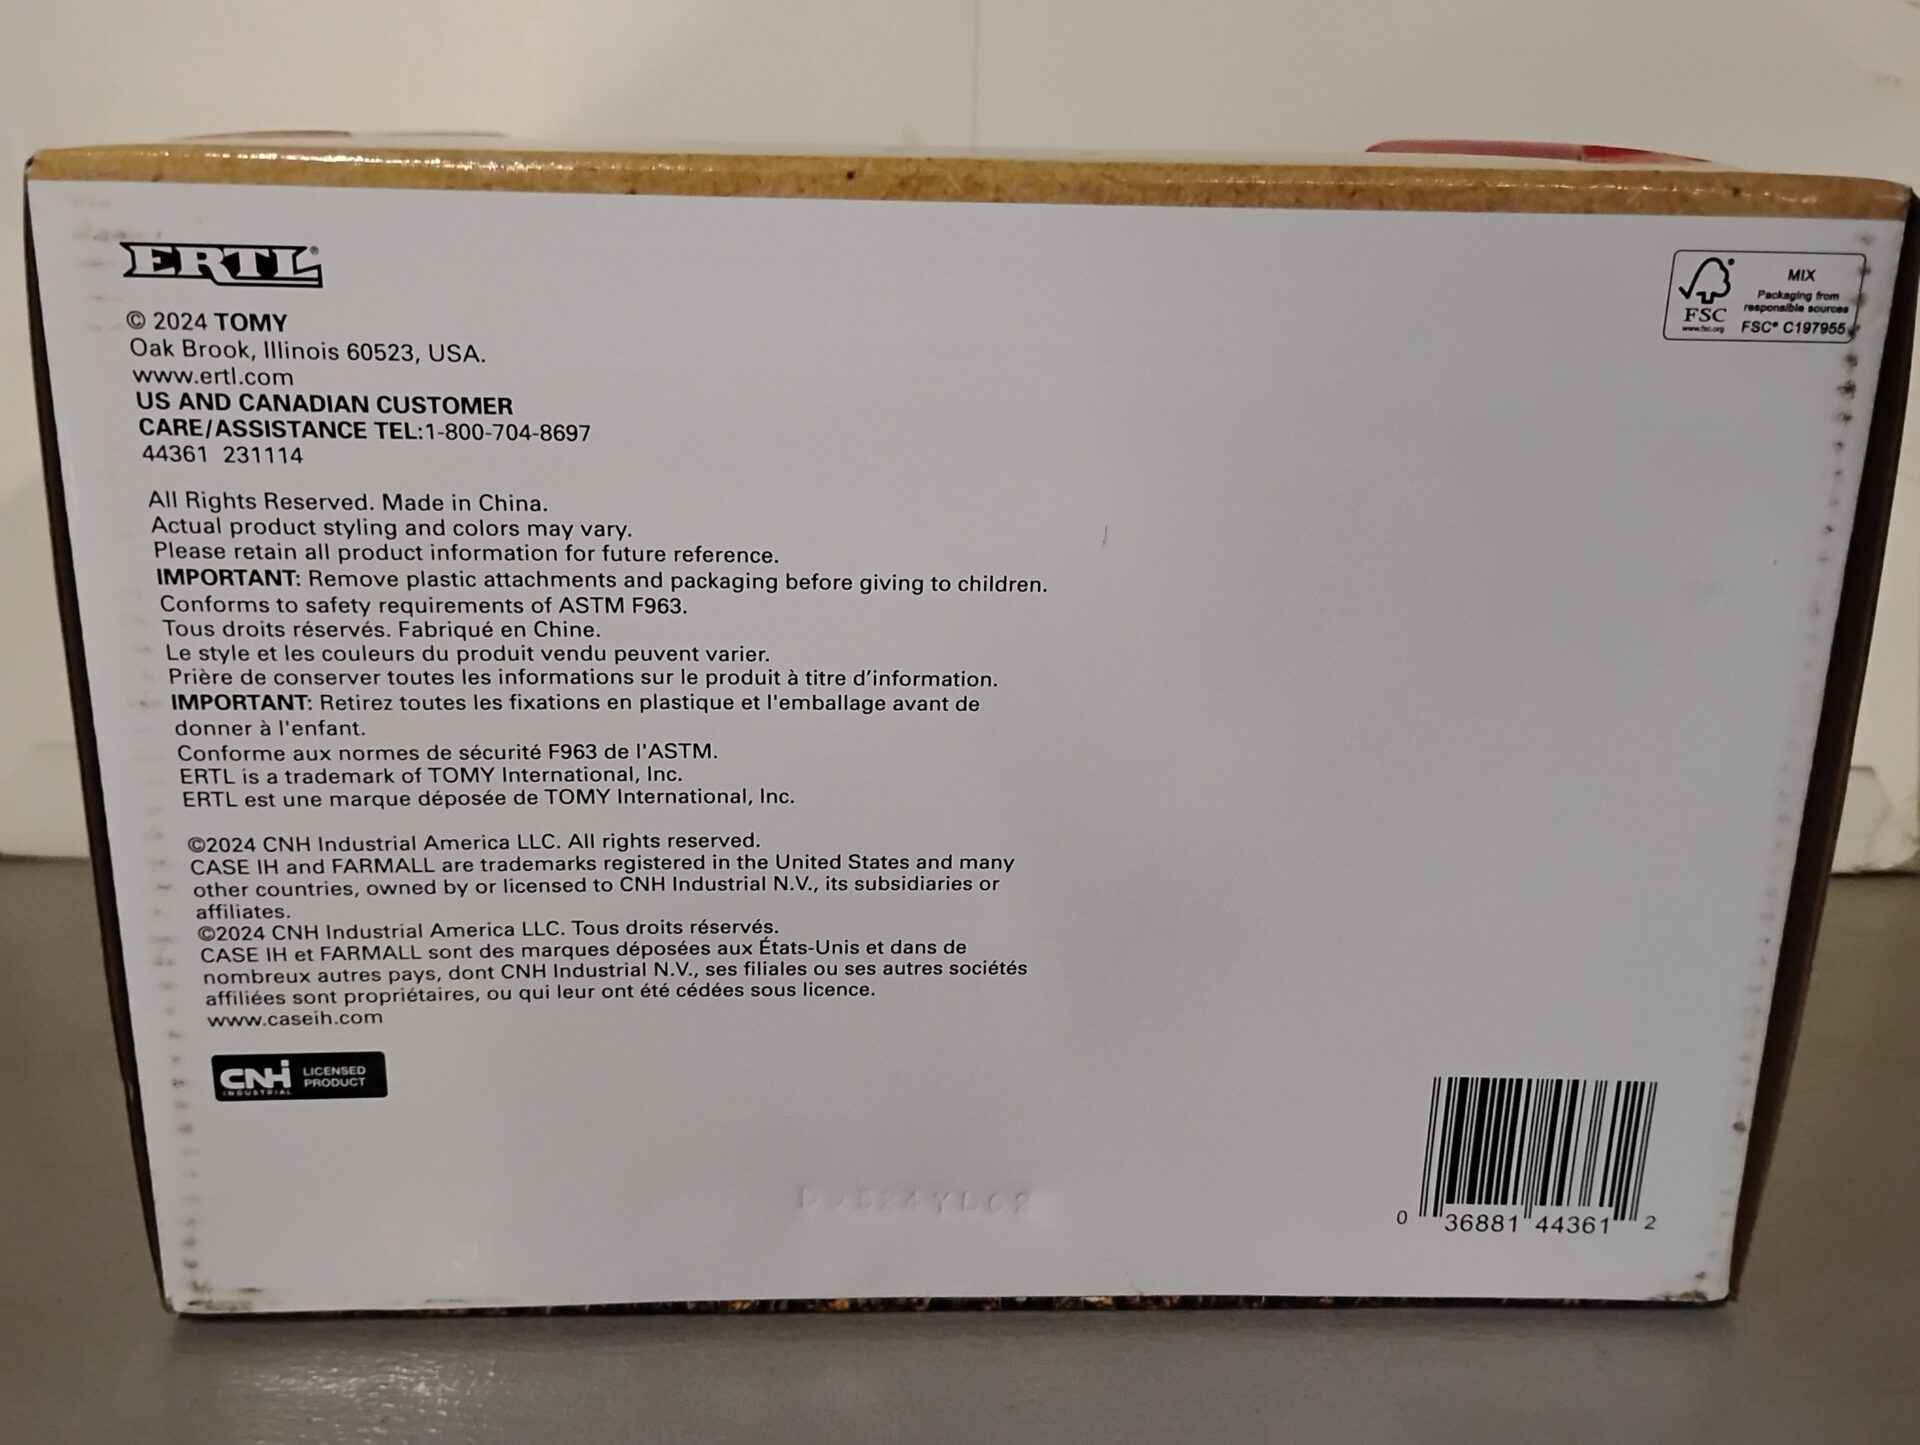 ERTL®
© 2024 TOMY
Oak Brook, Illinois 60523, USA.
www.ertl.com
US AND CANADIAN CUSTOMER
CARE/ASSISTANCE TEL:1-800-704-8697
44361 231114
All Rights Reserved. Made in China.
Actual product styling and colors may vary.
Please retain all product information for future reference.
IMPORTANT: Remove plastic attachments and packaging before giving to children.
Conforms to safety requirements of ASTM F963.
Tous droits réservés. Fabriqué en Chine.
Le style et les couleurs du produit vendu peuvent varier.
Prière de conserver toutes les informations sur le produit à titre d'information.
IMPORTANT: Retirez toutes les fixations en plastique et l'emballage avant de
donner à l'enfant.
Conforme aux normes de sécurité F963 de l'ASTM.
ERTL is a trademark of TOMY International, Inc.
ERTL est une marque déposée de TOMY International, Inc.
©2024 CNH Industrial America LLC. All rights reserved.
CASE IH and FARMALL are trademarks registered in the United States and many
other countries, owned by or licensed to CNH Industrial N.V., its subsidiaries or
affiliates.
©2024 CNH Industrial America LLC. Tous droits réservés.
CASE IH et FARMALL sont des marques déposées aux États-Unis et dans de
nombreux autres pays, dont CNH Industrial N.V., ses filiales ou ses autres sociétés
affiliées sont propriétaires, ou qui leur ont été cédées sous licence.
www.caseih.com
CNH
INDUSTRIAL
LICENSED
PRODUCT
MIX
Packaging from
responsible sources
FSC® C197955
FSC
www.fsc.org
0 36881 44361 2